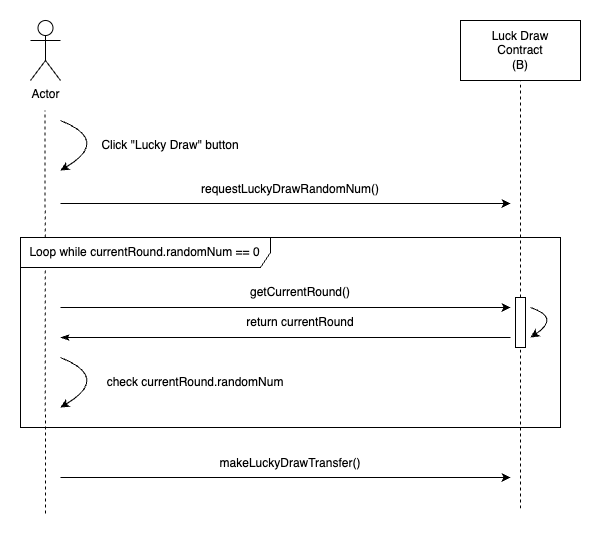 Luck Draw
Contract
(B)
Actor
Click "Lucky Draw" button
requestLuckyDrawRandomNum()
Loop while currentRound.randomNum == 0
getCurrentRound()
return currentRound
check currentRound.randomNum
makeLuckyDrawTransfer()